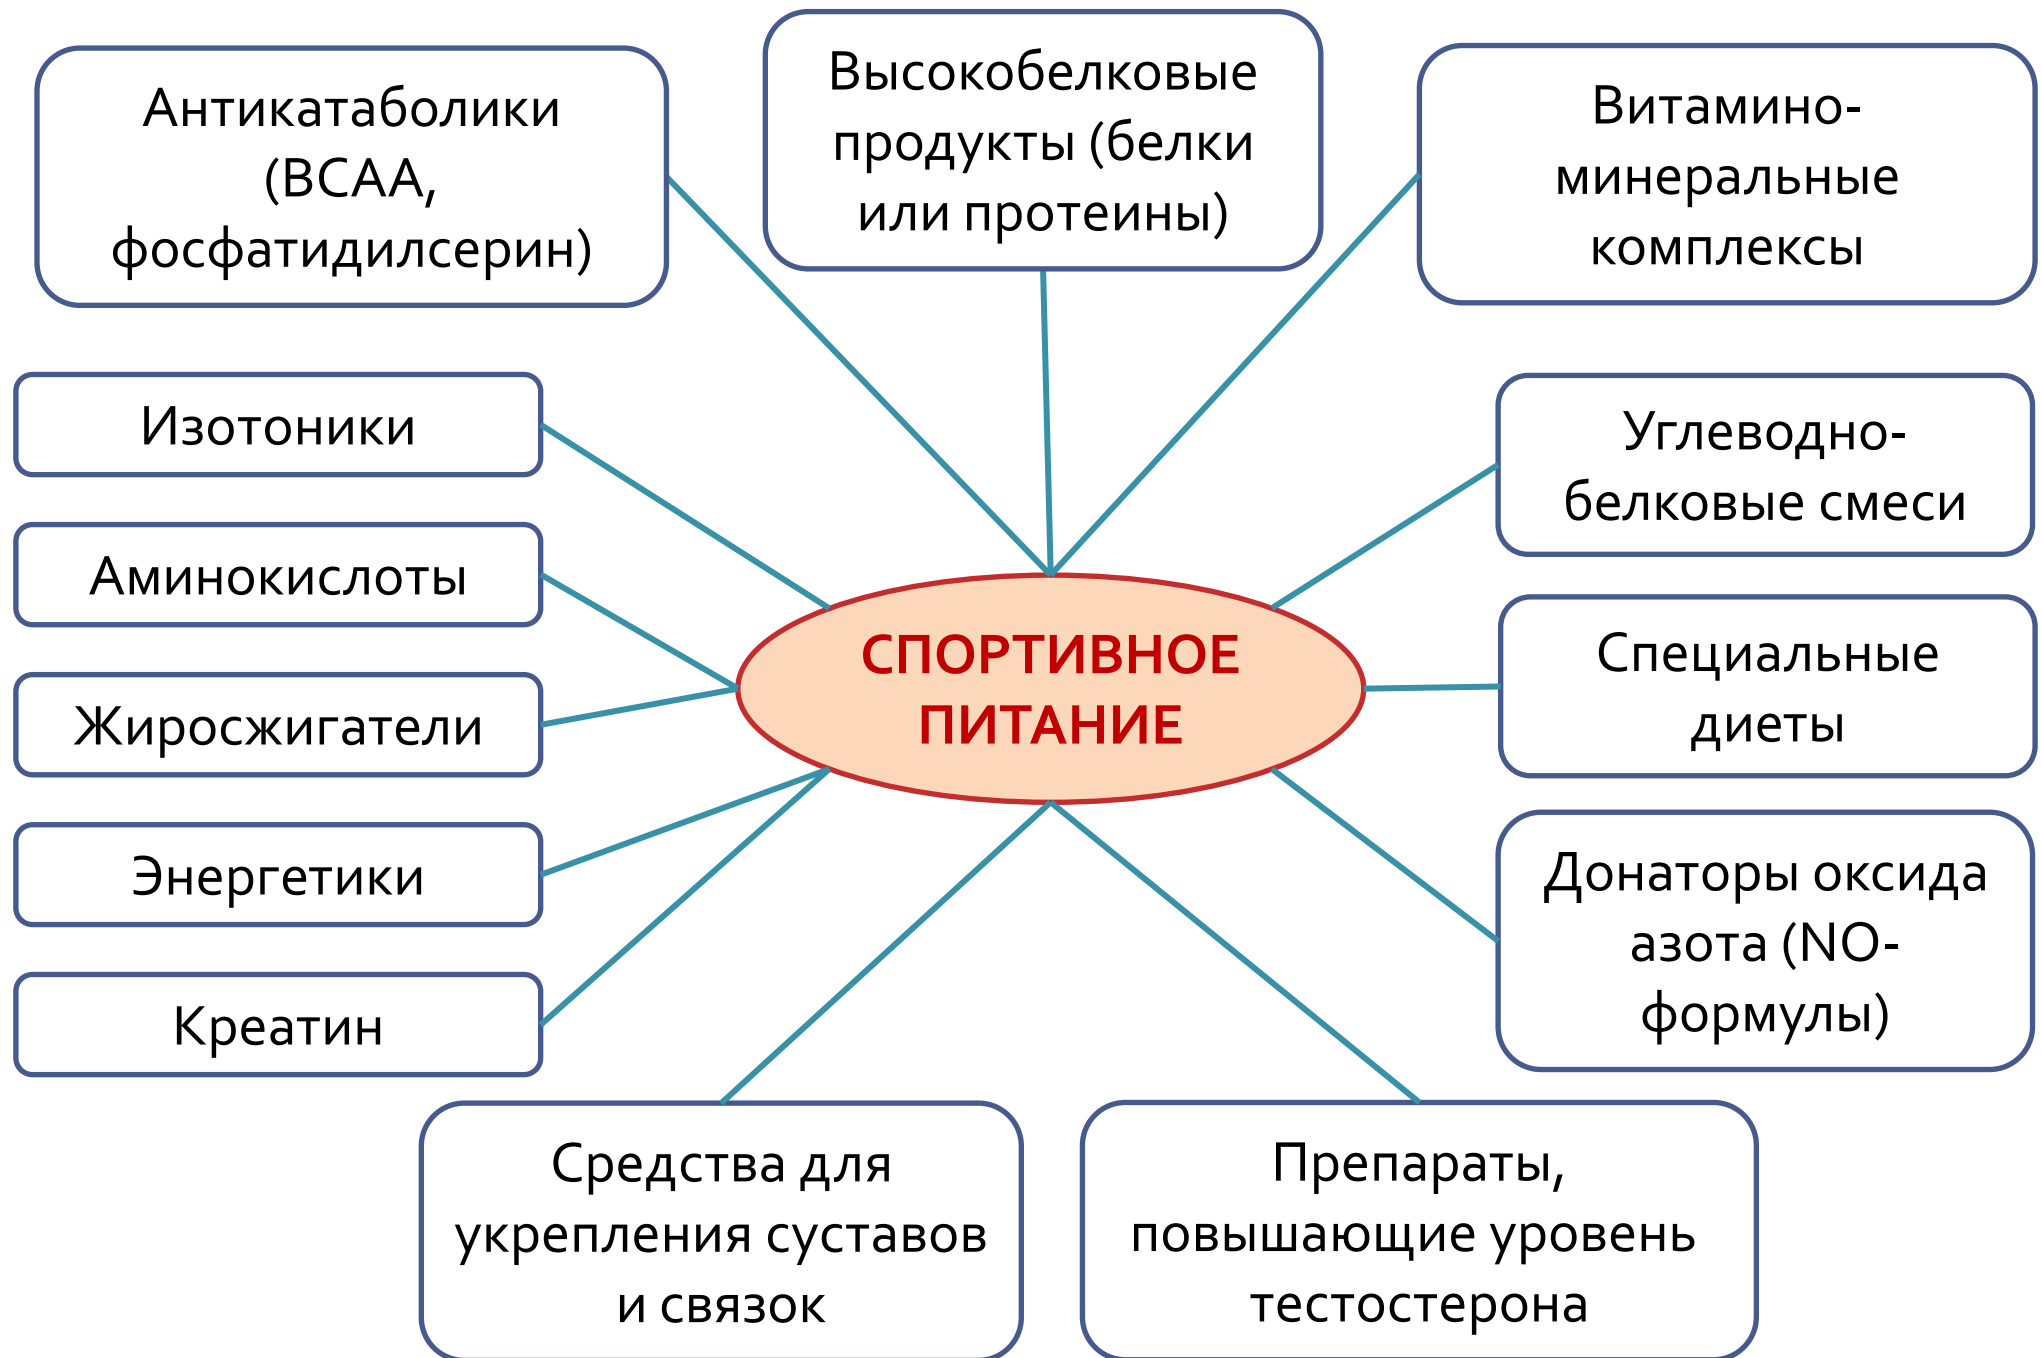 Антикатаболики
(BCAA,
фосфатидилсерин)
Высокобелковые
продукты (белки
или протеины)
Витамино-
минеральные
комплексы
Изотоники
Аминокислоты
Жиросжигатели
Энергетики
Креатин
СПОРТИВНОЕ
ПИТАНИЕ
Углеводно-
белковые смеси
Специальные
диеты
Донаторы оксида
азота (NO-
формулы)
Средства для
укрепления суставов
и связок
Препараты,
повышающие уровень
тестостерона